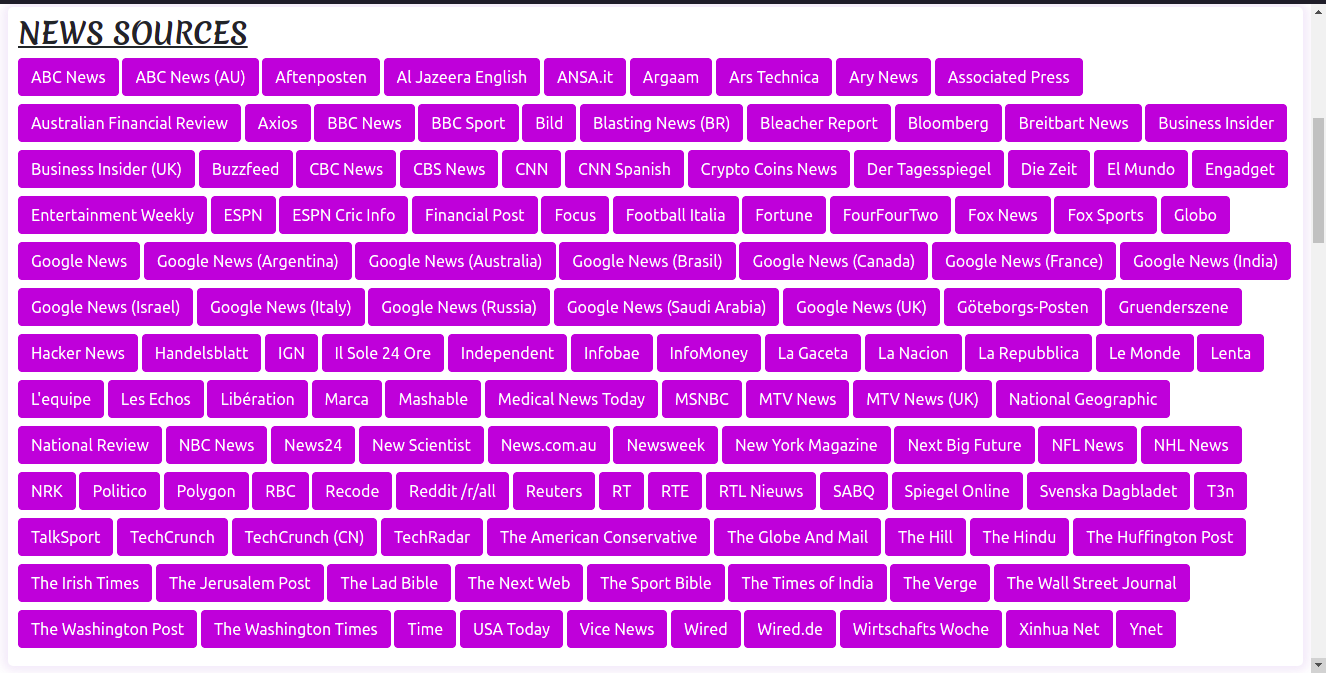 NEWS SOURCES
ABC News ABC News (AU) Aftenposten Al Jazeera English ANSA.it Argaam Ars Technica Ary News Associated Press
Australian Financial Review Axios BBC News BBC Sport Bild Blasting News (BR) Bleacher Report Bloomberg Breitbart News Business Insider
Business Insider (UK) Buzzfeed CBC News CBS News CNN CNN Spanish Crypto Coins News Der Tagesspiegel Die Zeit El Mundo Engadget
Entertainment Weekly ESPN ESPN Cric Info Financial Post Focus Football Italia Fortune FourFourTwo Fox News Fox Sports Globo
Google News Google News (Argentina) Google News (Australia) Google News (Brasil) Google News (Canada) Google News (France) Google News (India)
Google News (Israel) Google News (Italy) Google News (Russia) Google News (Saudi Arabia) Google News (UK) Göteborgs-Posten Gruenderszene
Hacker News Handelsblatt IGN Il Sole 24 Ore Independent Infobae InfoMoney La Gaceta La Nacion La Repubblica Le Monde Lenta
L'equipe Les Echos Libération Marca Mashable Medical News Today MSNBC MTV News MTV News (UK) National Geographic
National Review NBC News News24 New Scientist News.com.au Newsweek New York Magazine Next Big Future NFL News NHL News
NRK Politico Polygon RBC Recode Reddit /r/all Reuters RT RTE RTL Nieuws SABQ Spiegel Online Svenska Dagbladet T3n
TalkSport TechCrunch TechCrunch (CN) TechRadar The American Conservative The Globe And Mail The Hill The Hindu The Huffington Post
The Irish Times The Jerusalem Post The Lad Bible The Next Web The Sport Bible The Times of India The Verge The Wall Street Journal
The Washington Post The Washington Times Time USA Today Vice News Wired Wired.de Wirtschafts Woche Xinhua Net Ynet